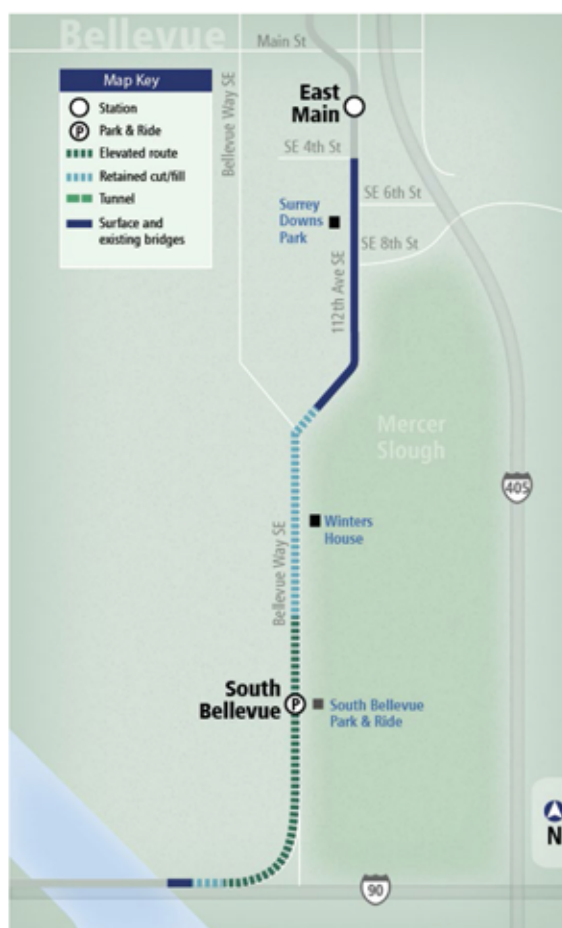 Bellevue
Main St
Map Key
Station
P
Park & Ride
Elevated route
Retained cut/fill
Tunnel
Surface and
existing bridges
Bellevue Way SE
East
Main
SE 4th St
SE 6th St
Surrey
Downs
Park
SE 8th St
112th Ave SE
Mercer
Slough
405
Winters
House
Bellevue Way SE
South
Bellevue
P
South Bellevue
Park & Ride
N
90